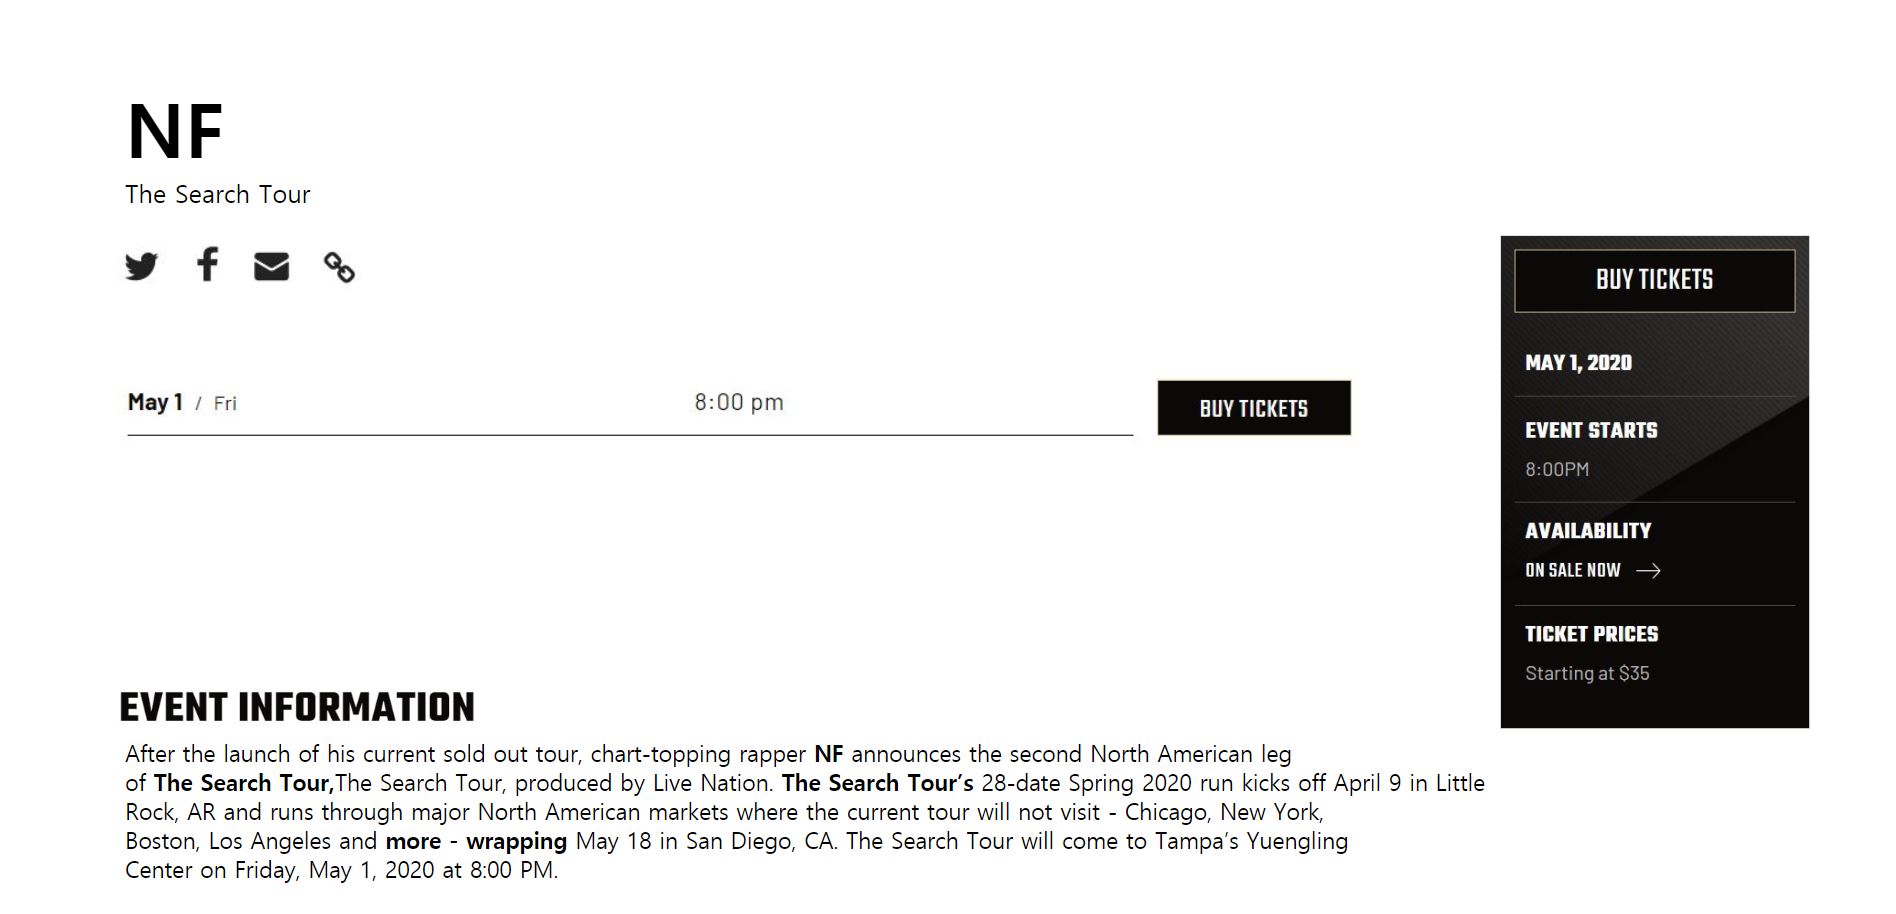 NF
The Search Tour
May 1 / Fri
8:00 pm
BUY TICKETS
BUY TICKETS
MAY 1, 2020
EVENT STARTS
8:00PM
AVAILABILITY
ON SALE NOW →
TICKET PRICES
Starting at $35
EVENT INFORMATION
After the launch of his current sold out tour, chart-topping rapper NF announces the second North American leg
of The Search Tour,The Search Tour, produced by Live Nation. The Search Tour’s 28-date Spring 2020 run kicks off April 9 in Little
Rock, AR and runs through major North American markets where the current tour will not visit - Chicago, New York,
Boston, Los Angeles and more - wrapping May 18 in San Diego, CA. The Search Tour will come to Tampa’s Yuengling
Center on Friday, May 1, 2020 at 8:00 PM.